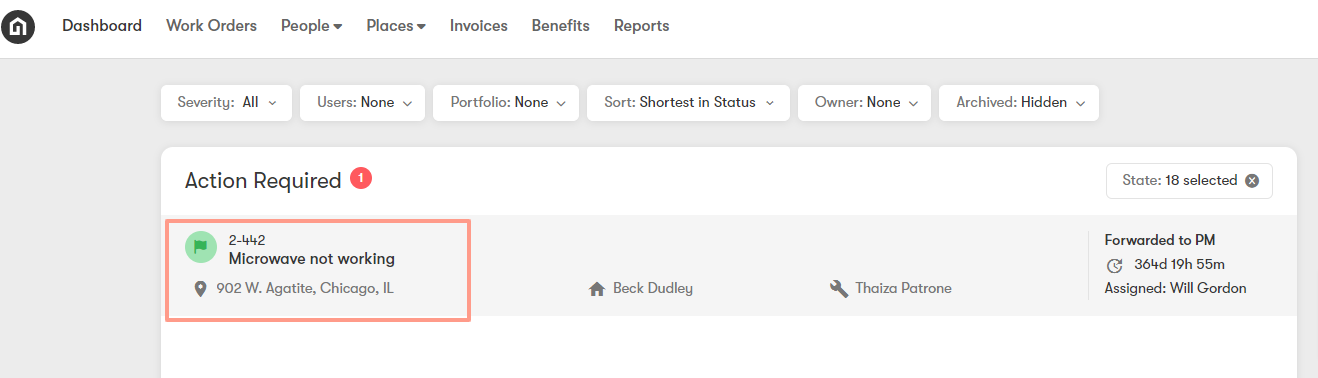 Dashboard Work Orders People Places Invoices Benefits Reports
Severity: All Users: None Portfolio: None Sort: Shortest in Status Owner: None Archived: Hidden
Action Required 1 State: 18 selected
2-442
Microwave not working
902 W. Agatite, Chicago, IL
Beck Dudley
Thaiza Patrone
Forwarded to PM
364d 19h 55m
Assigned: Will Gordon